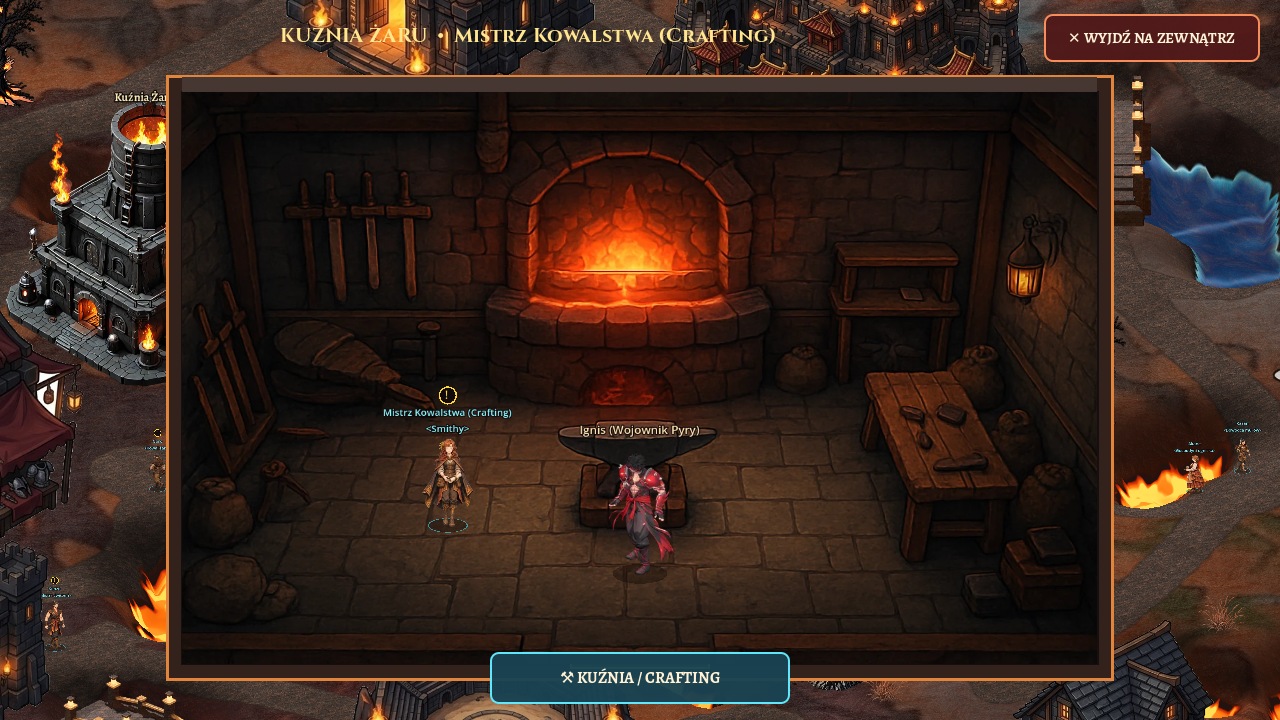 KUŹNIA ŻARU • MISTRZ KOWALSTWA (CRAFTING)
✕ WYJDŹ NA ZEWNĄTRZ
Kuźnia Żar
Mistrz Kowalstwa (Crafting)
<Smithy>
Ignis (Wojownik Pyry)
⚒ KUŹNIA / CRAFTING